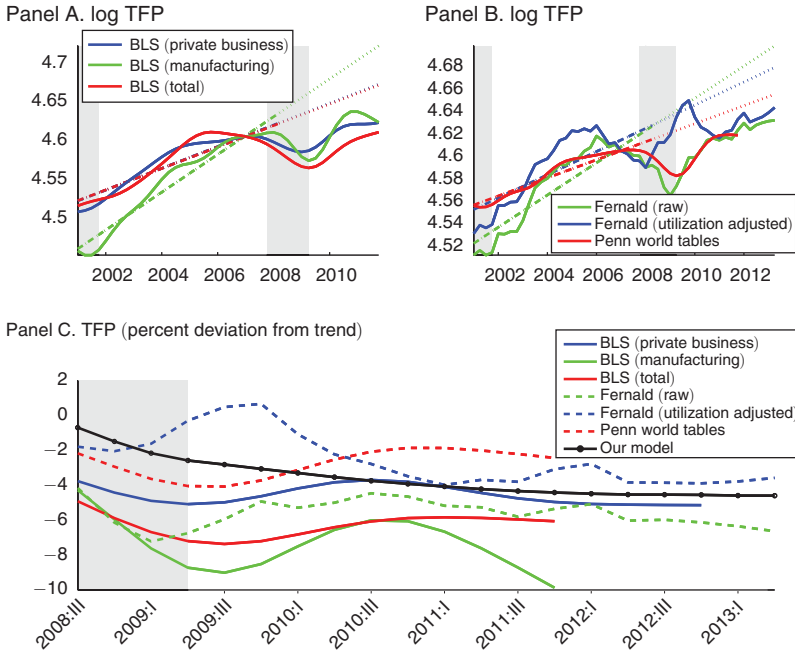 Panel A. log TFP
BLS (private business)
BLS (manufacturing)
BLS (total)
4.7
4.65
4.6
4.55
4.5
2002 2004 2006 2008 2010
Panel B. log TFP
4.68
4.66
4.64
4.62
4.6
4.58
4.56
4.54
4.52
Fernald (raw)
Fernald (utilization adjusted)
Penn world tables
2002 2004 2006 2008 2010 2012
Panel C. TFP (percent deviation from trend)
BLS (private business)
BLS (manufacturing)
BLS (total)
Fernald (raw)
Fernald (utilization adjusted)
Penn world tables
Our model
2
0
−2
−4
−6
−8
−10
2008:III 2009:I 2009:III 2010:I 2010:III 2011:I 2011:III 2012:I 2012:III 2013:I